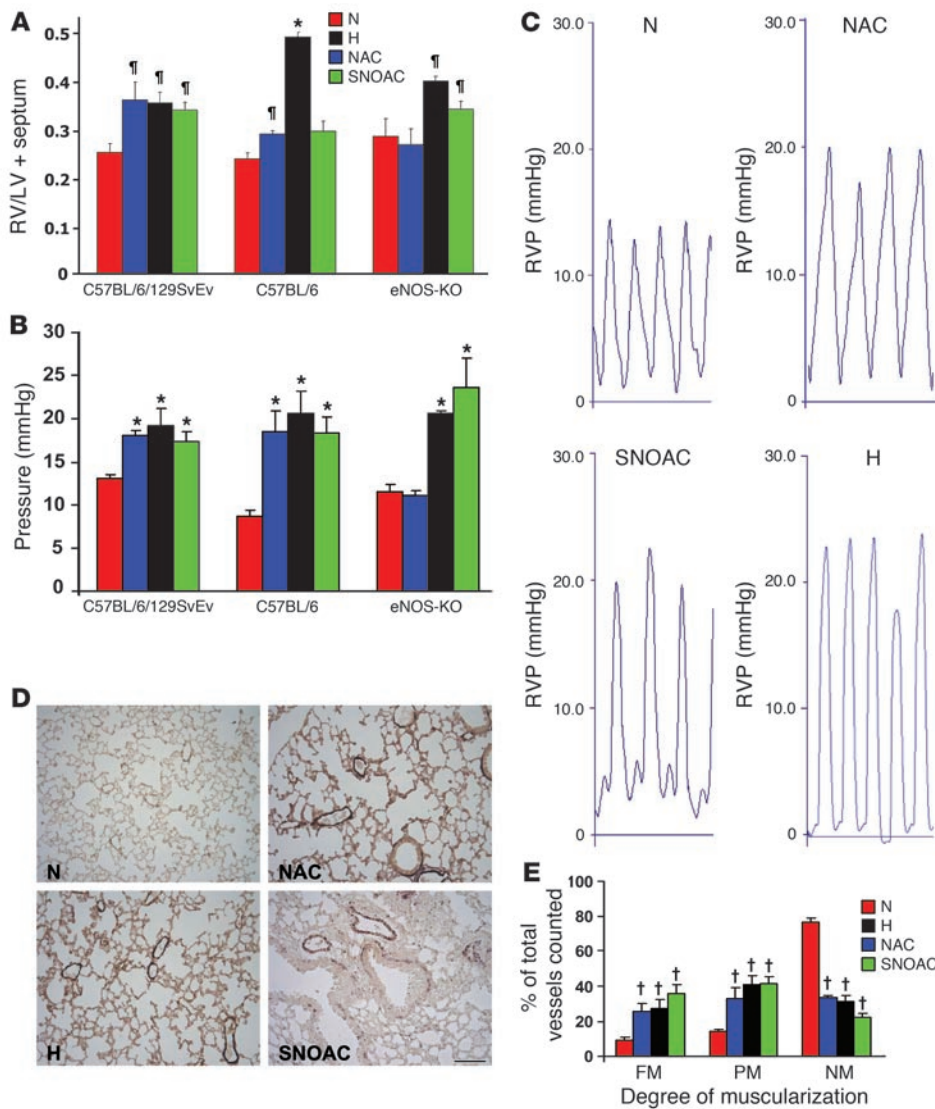 A
N
H
NAC
SNOAC
0.5
0.4
0.3
0.2
0.1
0
RV/LV + septum
¶ ¶ ¶
¶ *
¶ ¶
C57BL/6/129SvEv C57BL/6 eNOS-KO
B
30
25
20
15
10
5
0
Pressure (mmHg)
* * *
* * *
* *
C57BL/6/129SvEv C57BL/6 eNOS-KO
C
N
30.0
20.0
10.0
0
RVP (mmHg)
NAC
30.0
20.0
10.0
0
RVP (mmHg)
SNOAC
30.0
20.0
10.0
0
RVP (mmHg)
H
30.0
20.0
10.0
0
RVP (mmHg)
D
N
NAC
H
SNOAC
E
N
H
NAC
SNOAC
100
80
60
40
20
0
% of total
vessels counted
† † †
† † †
† † †
FM PM NM
Degree of muscularization